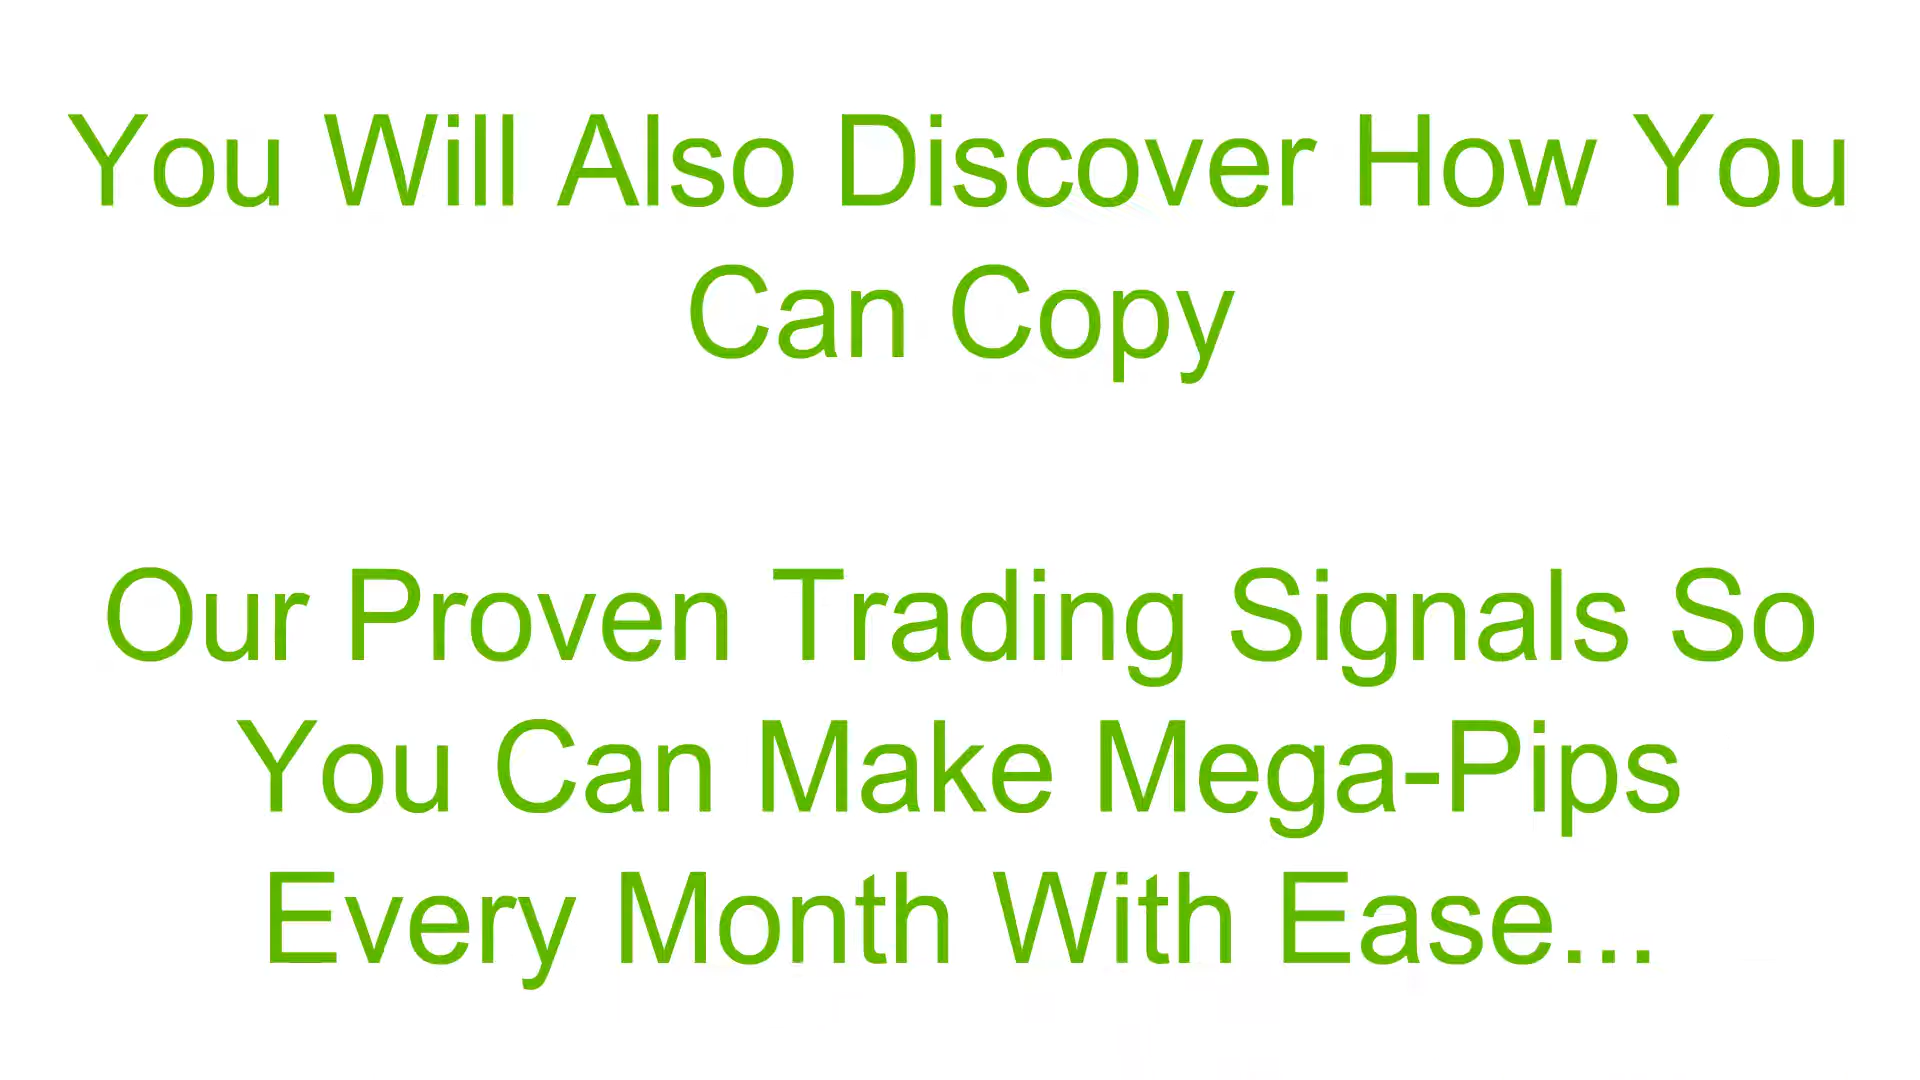 You Will Also Discover How You
Can Copy
Our Proven Trading Signals So
You Can Make Mega-Pips
Every Month With Ease...